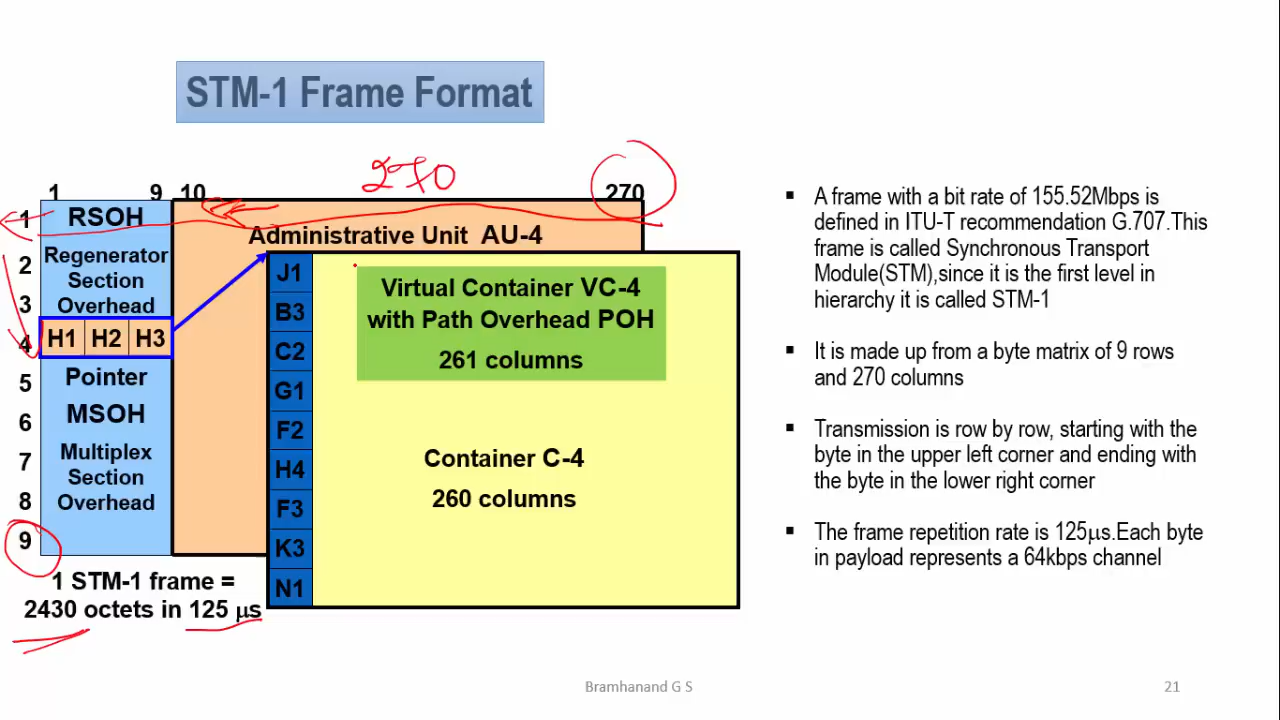 STM-1 Frame Format
270
1 9 10 270
1 RSOH
Administrative Unit AU-4
2 Regenerator
Section
3 Overhead
4 H1 H2 H3
5 Pointer
6 MSOH
7 Multiplex
Section
8 Overhead
9
J1
B3
C2
G1
F2
H4
F3
K3
N1
Virtual Container VC-4
with Path Overhead POH
261 columns
Container C-4
260 columns
1 STM-1 frame =
2430 octets in 125 μs
▪ A frame with a bit rate of 155.52Mbps is
defined in ITU-T recommendation G.707.This
frame is called Synchronous Transport
Module(STM),since it is the first level in
hierarchy it is called STM-1
▪ It is made up from a byte matrix of 9 rows
and 270 columns
▪ Transmission is row by row, starting with the
byte in the upper left corner and ending with
the byte in the lower right corner
▪ The frame repetition rate is 125μs.Each byte
in payload represents a 64kbps channel
Bramhanand G S
21